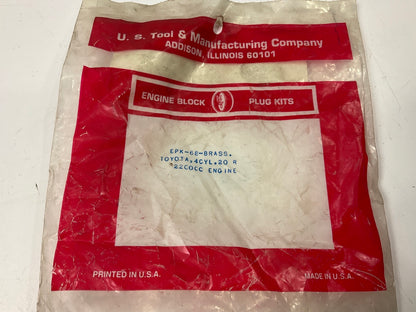 U. S. Tool & Manufacturing Company
ADDISON, ILLINOIS 60101
ENGINE BLOCK PLUG KITS
EPK-68-BRASS.
TOYOTA,4CYL.20 R
*2200CC ENGINE
PRINTED IN U.S.A.
MADE IN U.S.A.